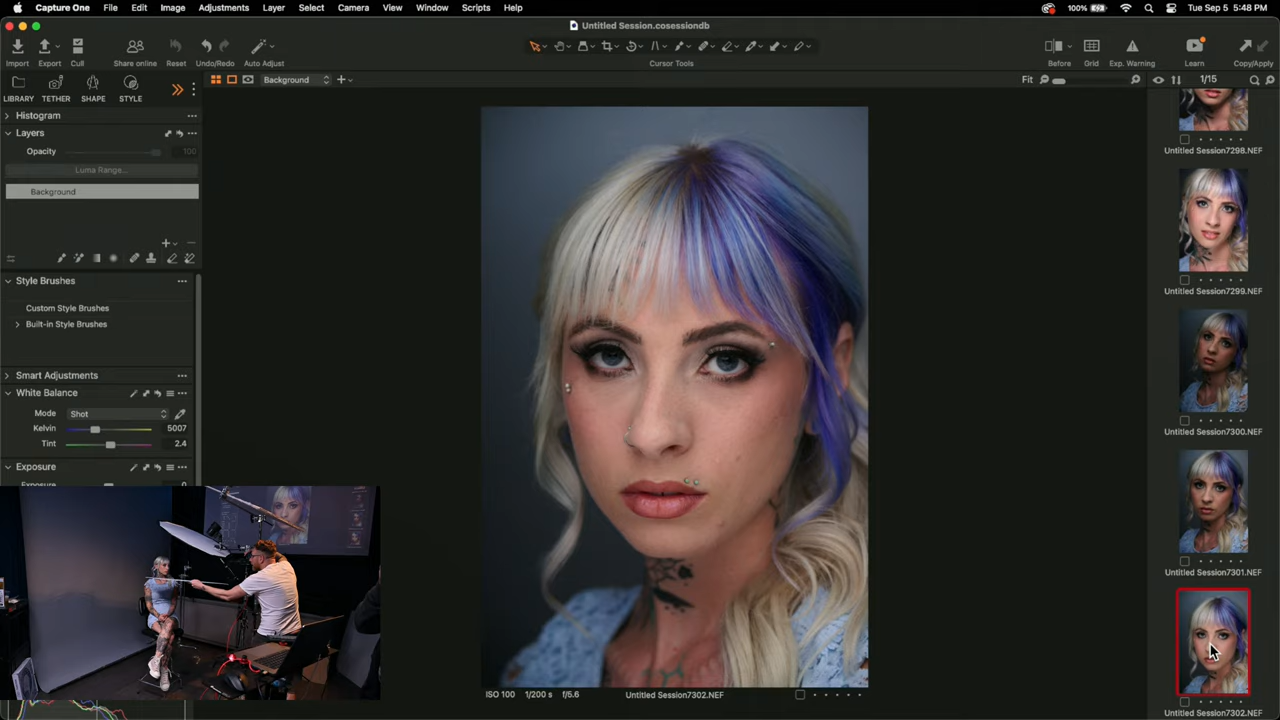 Capture One File Edit Image Adjustments Layer Select Camera View Window Scripts Help 100% Tue Sep 5 5:48 PM
Untitled Session.cosessiondb
Import Export Cull Share online Reset Undo/Redo Auto Adjust Cursor Tools Before Grid Exp. Warning Learn Copy/Apply
LIBRARY TETHER SHAPE STYLE
Background
Fit
1/15
Histogram
Layers
Opacity 100
Luma Range...
Background
Style Brushes
Custom Style Brushes
Built-in Style Brushes
Smart Adjustments
White Balance
Mode Shot
Kelvin 5007
Tint 2.4
Exposure
Exposure 0
ISO 100 1/200 s f/5.6 Untitled Session7302.NEF
Untitled Session7298.NEF
Untitled Session7299.NEF
Untitled Session7300.NEF
Untitled Session7301.NEF
Untitled Session7302.NEF